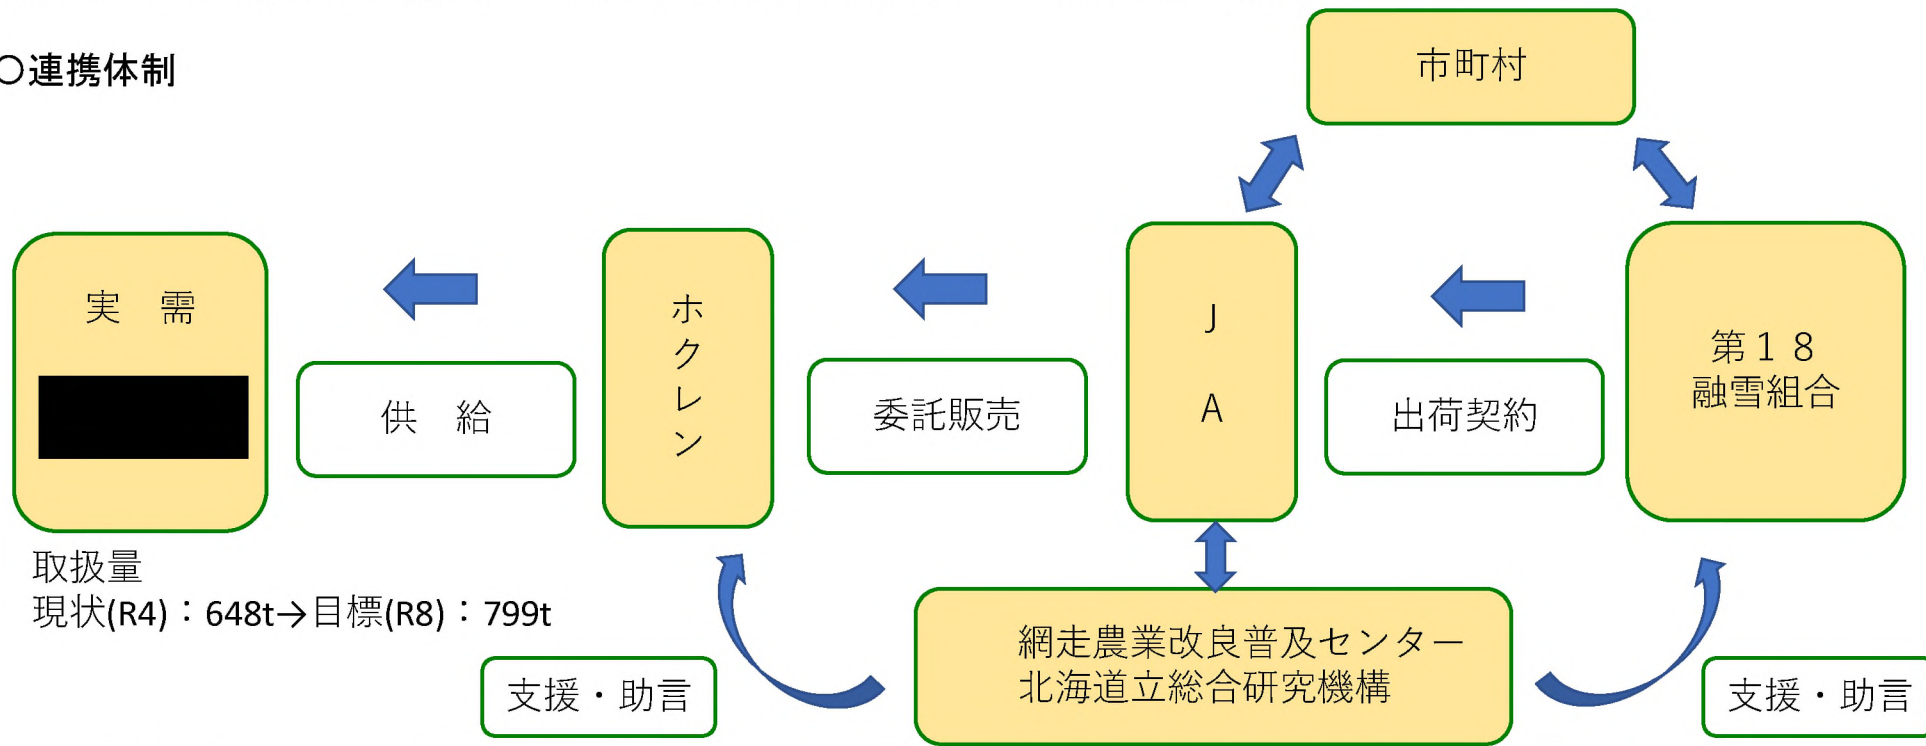 ○連携体制
市町村
実　需
供　給
ホクレン
委託販売
J A
出荷契約
第１８
融雪組合
取扱量
現状(R4)：648t→目標(R8)：799t
網走農業改良普及センター
北海道立総合研究機構
支援・助言
支援・助言